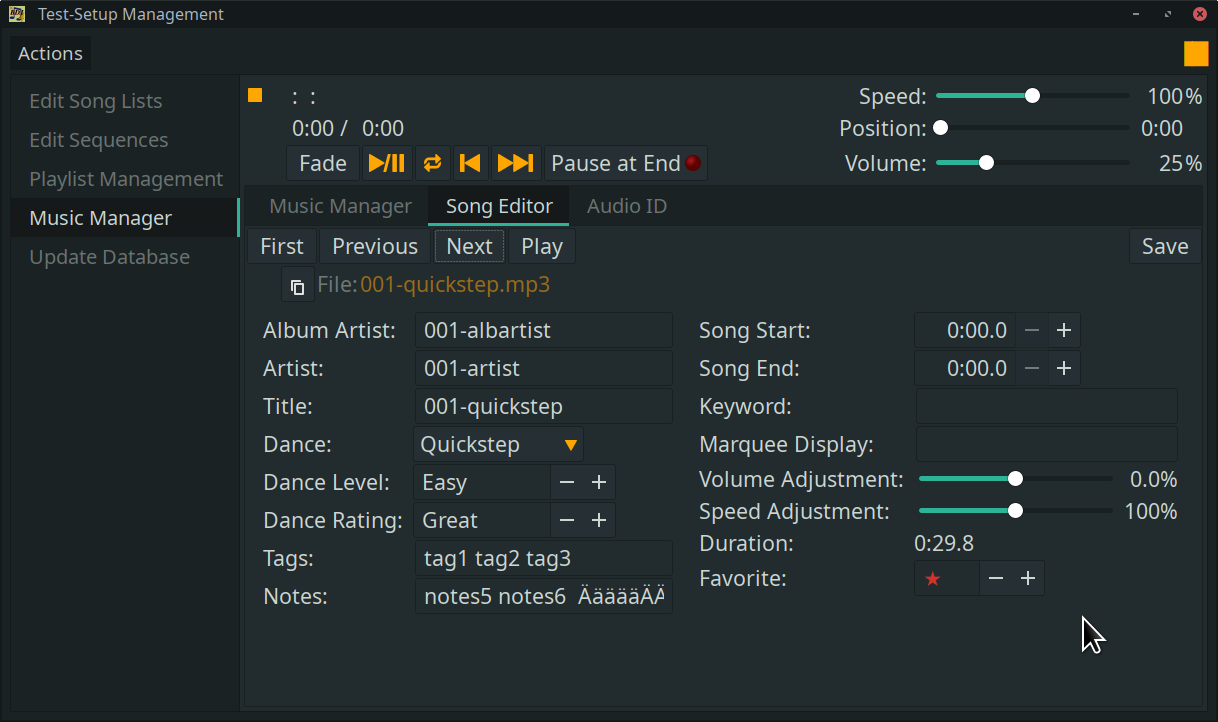 Test-Setup Management
Actions
Edit Song Lists
Edit Sequences
Playlist Management
Music Manager
Update Database
: :
0:00 / 0:00
Fade
Pause at End
Speed: 100%
Position: 0:00
Volume: 25%
Music Manager Song Editor Audio ID
First Previous Next Play Save
File: 001-quickstep.mp3
Album Artist: 001-albartist
Artist: 001-artist
Title: 001-quickstep
Dance: Quickstep
Dance Level: Easy
Dance Rating: Great
Tags: tag1 tag2 tag3
Notes: notes5 notes6 ÄääääÄÄ
Song Start: 0:00.0
Song End: 0:00.0
Keyword:
Marquee Display:
Volume Adjustment: 0.0%
Speed Adjustment: 100%
Duration: 0:29.8
Favorite: ★